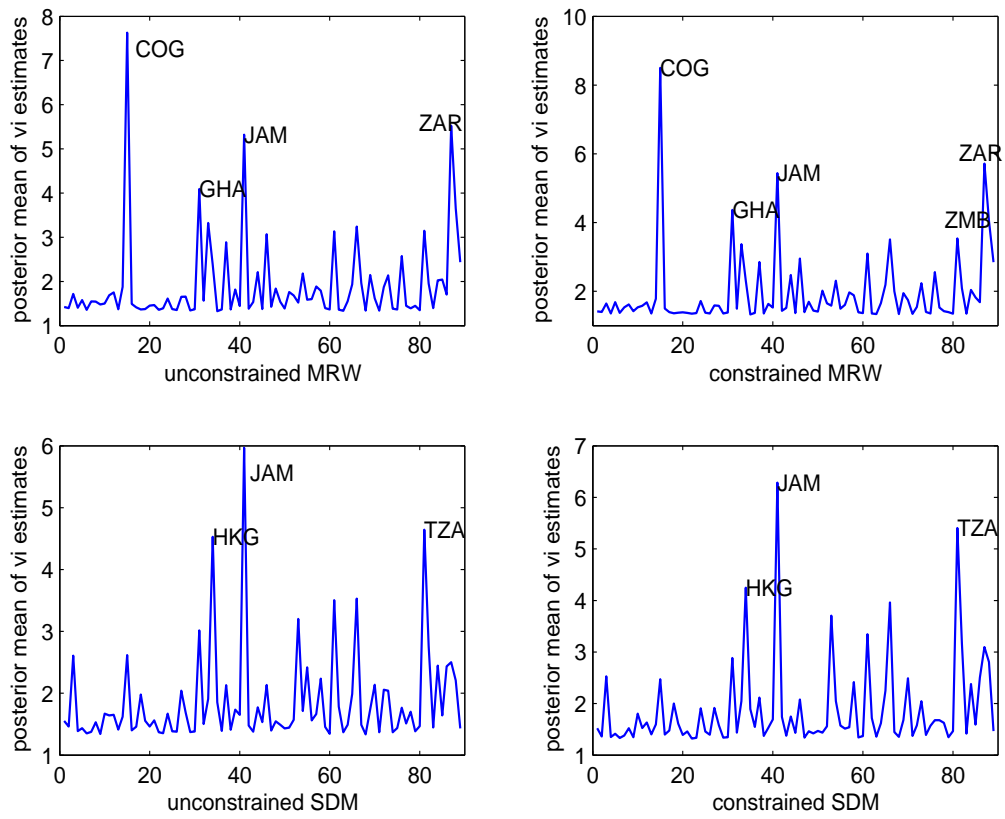 posterior mean of vi estimates
8
7
6
5
4
3
2
1
COG
GHA
JAM
ZAR
0 20 40 60 80
unconstrained MRW
posterior mean of vi estimates
10
8
6
4
2
COG
GHA
JAM
ZAR
ZMB
0 20 40 60 80
constrained MRW
posterior mean of vi estimates
6
5
4
3
2
1
JAM
HKG
TZA
0 20 40 60 80
unconstrained SDM
posterior mean of vi estimates
7
6
5
4
3
2
1
JAM
HKG
TZA
0 20 40 60 80
constrained SDM